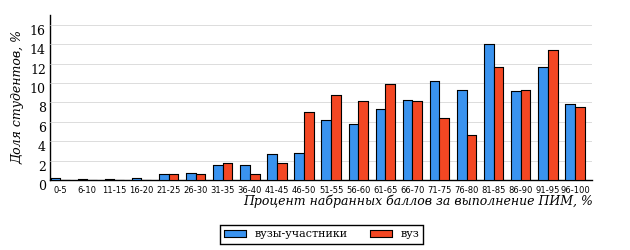 Доля студентов, %
16
14
12
10
8
6
4
2
0
0-5 6-10 11-15 16-20 21-25 26-30 31-35 36-40 41-45 46-50 51-55 56-60 61-65 66-70 71-75 76-80 81-85 86-90 91-95 96-100
Процент набранных баллов за выполнение ПИМ, %
вузы-участники вуз